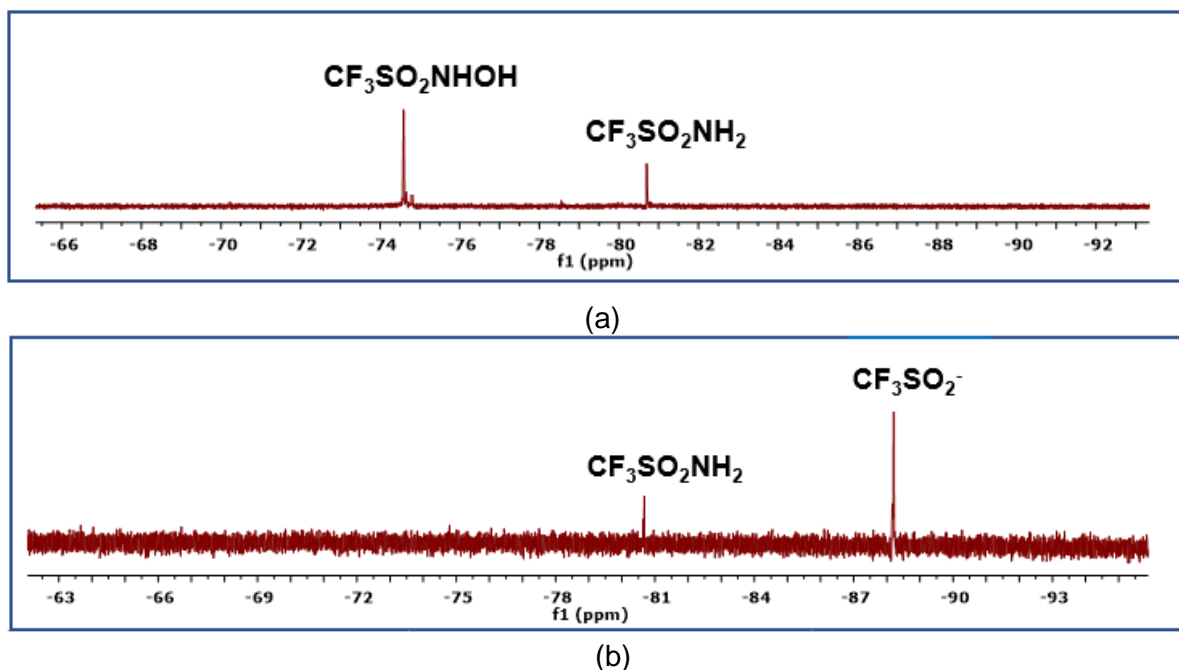 CF₃SO₂NHOH
CF₃SO₂NH₂
-66 -68 -70 -72 -74 -76 -78 -80 -82 -84 -86 -88 -90 -92
f1 (ppm)
(a)
CF₃SO₂⁻
CF₃SO₂NH₂
-63 -66 -69 -72 -75 -78 -81 -84 -87 -90 -93
f1 (ppm)
(b)